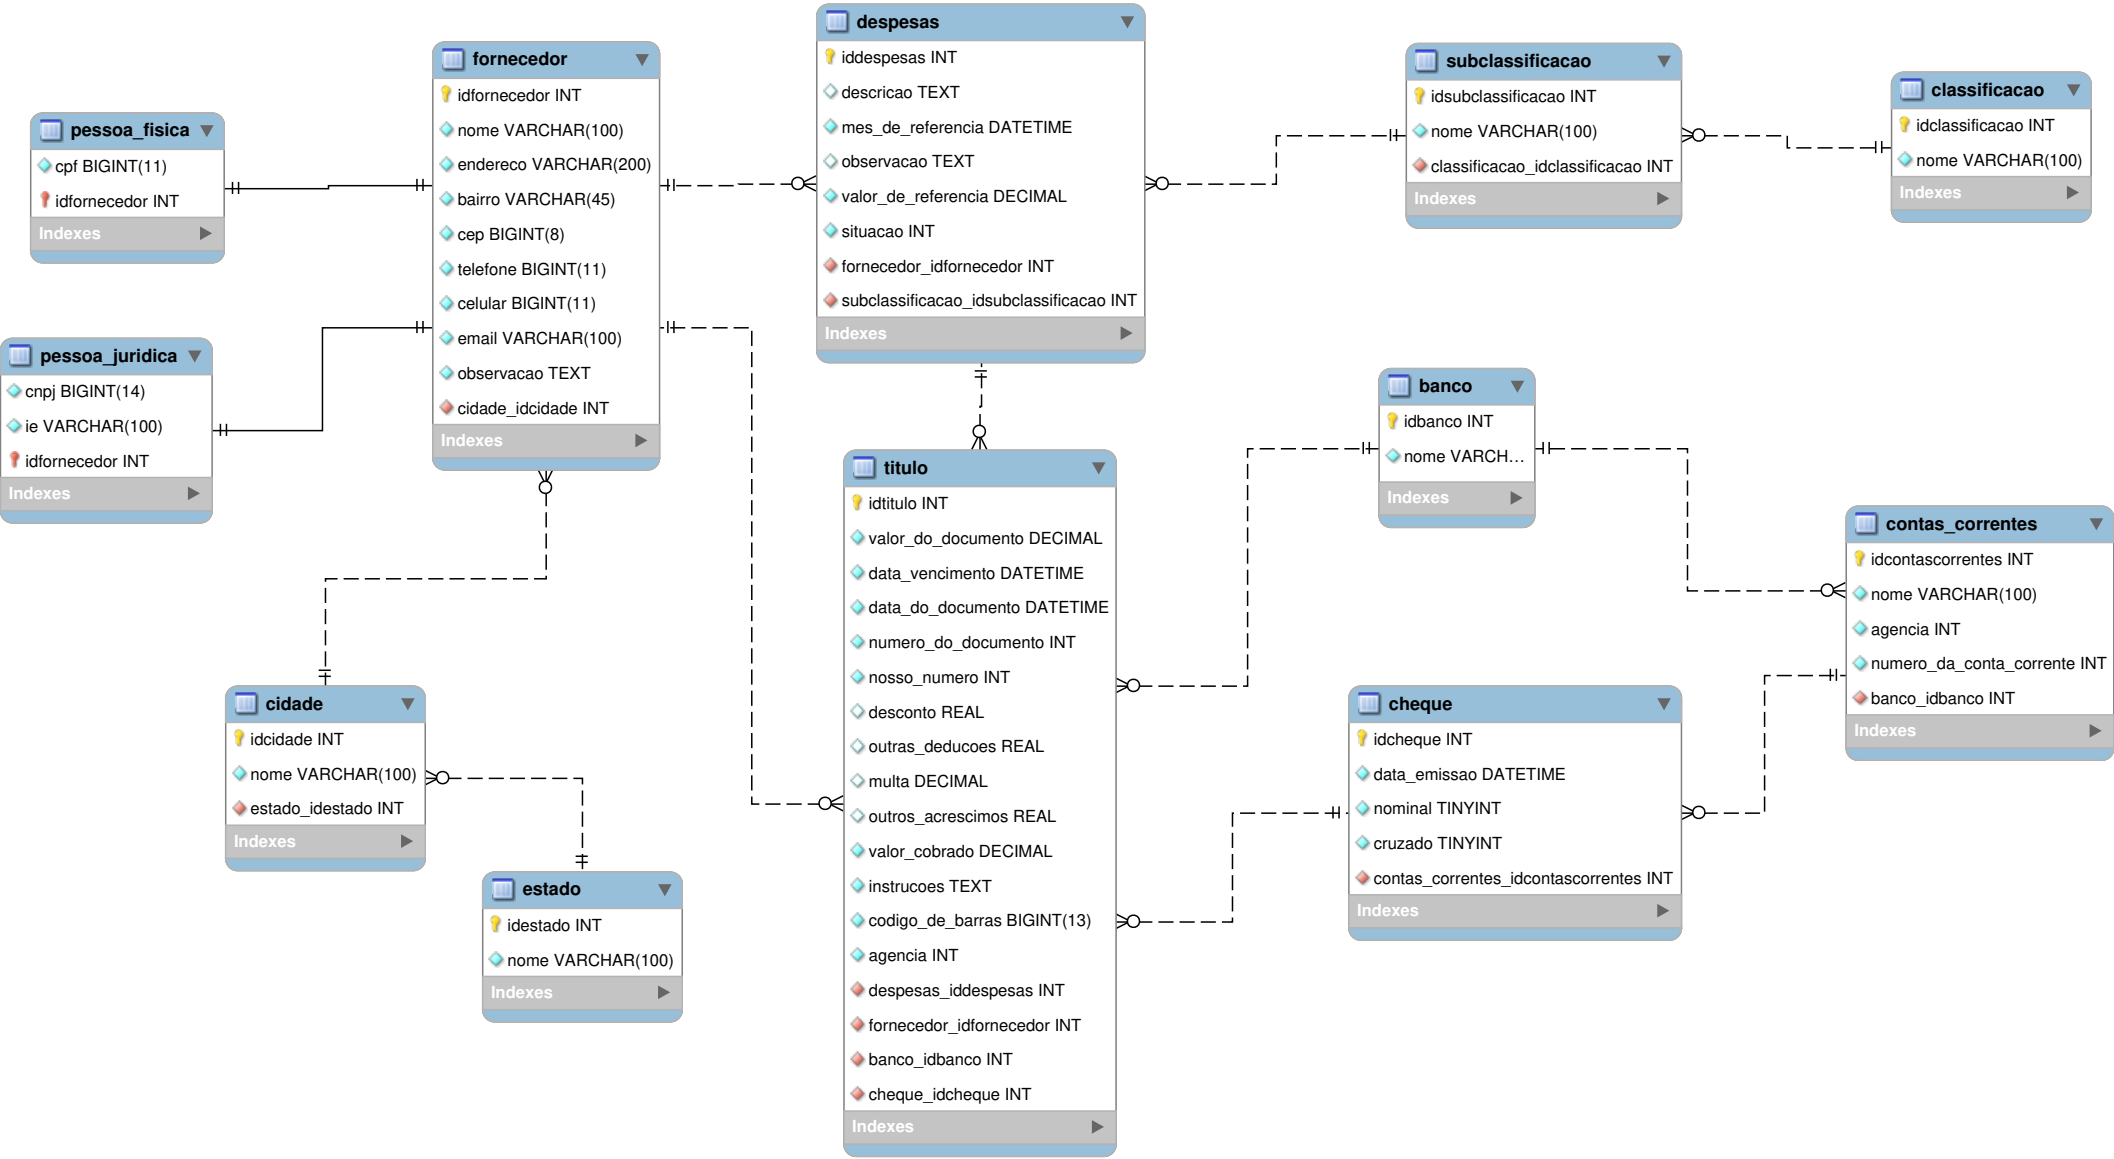 pessoa_fisica
cpf BIGINT(11)
idfornecedor INT
Indexes
pessoa_juridica
cnpj BIGINT(14)
ie VARCHAR(100)
idfornecedor INT
Indexes
fornecedor
idfornecedor INT
nome VARCHAR(100)
endereco VARCHAR(200)
bairro VARCHAR(45)
cep BIGINT(8)
telefone BIGINT(11)
celular BIGINT(11)
email VARCHAR(100)
observacao TEXT
cidade_idcidade INT
Indexes
cidade
idcidade INT
nome VARCHAR(100)
estado_idestado INT
Indexes
estado
idestado INT
nome VARCHAR(100)
Indexes
despesas
iddespesas INT
descricao TEXT
mes_de_referencia DATETIME
observacao TEXT
valor_de_referencia DECIMAL
situacao INT
fornecedor_idfornecedor INT
subclassificacao_idsubclassificacao INT
Indexes
titulo
idtitulo INT
valor_do_documento DECIMAL
data_vencimento DATETIME
data_do_documento DATETIME
numero_do_documento INT
nosso_numero INT
desconto REAL
outras_deducoes REAL
multa DECIMAL
outros_acrescimos REAL
valor_cobrado DECIMAL
instrucoes TEXT
codigo_de_barras BIGINT(13)
agencia INT
despesas_iddespesas INT
fornecedor_idfornecedor INT
banco_idbanco INT
cheque_idcheque INT
Indexes
subclassificacao
idsubclassificacao INT
nome VARCHAR(100)
classificacao_idclassificacao INT
Indexes
classificacao
idclassificacao INT
nome VARCHAR(100)
Indexes
banco
idbanco INT
nome VARCH...
Indexes
contas_correntes
idcontascorrentes INT
nome VARCHAR(100)
agencia INT
numero_da_conta_corrente INT
banco_idbanco INT
Indexes
cheque
idcheque INT
data_emissao DATETIME
nominal TINYINT
cruzado TINYINT
contas_correntes_idcontascorrentes INT
Indexes